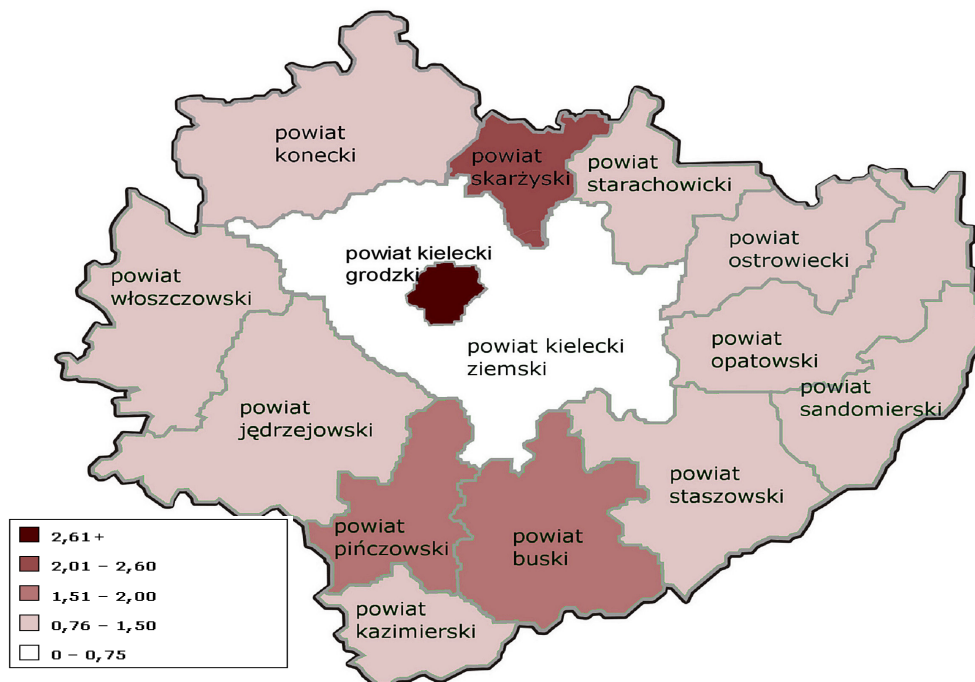 powiat
konecki
powiat
skarżyski
powiat
starachowicki
powiat
ostrowiecki
powiat kielecki
grodzki
powiat
włoszczowski
powiat kielecki
ziemski
powiat
opatowski
powiat
sandomierski
powiat
jędrzejowski
powiat
staszowski
powiat
pińczowski
powiat
buski
powiat
kazimierski
2,61+
2,01 – 2,60
1,51 – 2,00
0,76 – 1,50
0 – 0,75